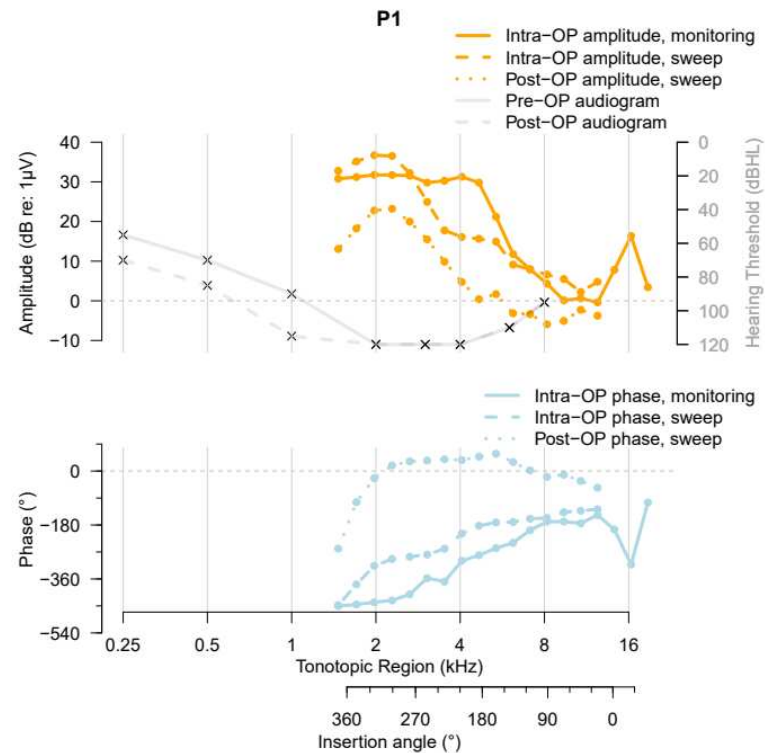 P1
Intra−OP amplitude, monitoring
Intra−OP amplitude, sweep
Post−OP amplitude, sweep
Pre−OP audiogram
Post−OP audiogram
Amplitude (dB re: 1µV)
40
30
20
10
0
−10
0
20
40
60
80
100
120
Hearing Threshold (dBHL)
Intra−OP phase, monitoring
Intra−OP phase, sweep
Post−OP phase, sweep
Phase (°)
0
−180
−360
−540
0.25 0.5 1 2 4 8 16
Tonotopic Region (kHz)
360 270 180 90 0
Insertion angle (°)